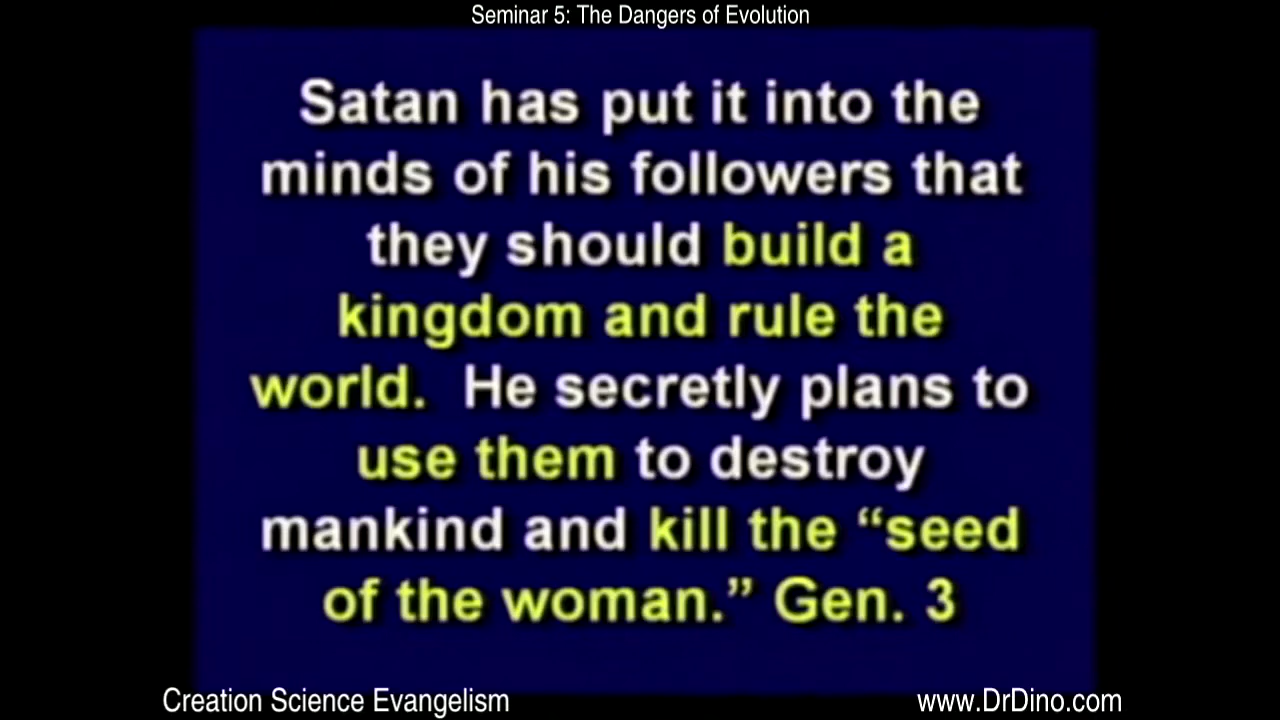 Seminar 5: The Dangers of Evolution
Satan has put it into the
minds of his followers that
they should build a
kingdom and rule the
world. He secretly plans to
use them to destroy
mankind and kill the “seed
of the woman.” Gen. 3
Creation Science Evangelism
www.DrDino.com